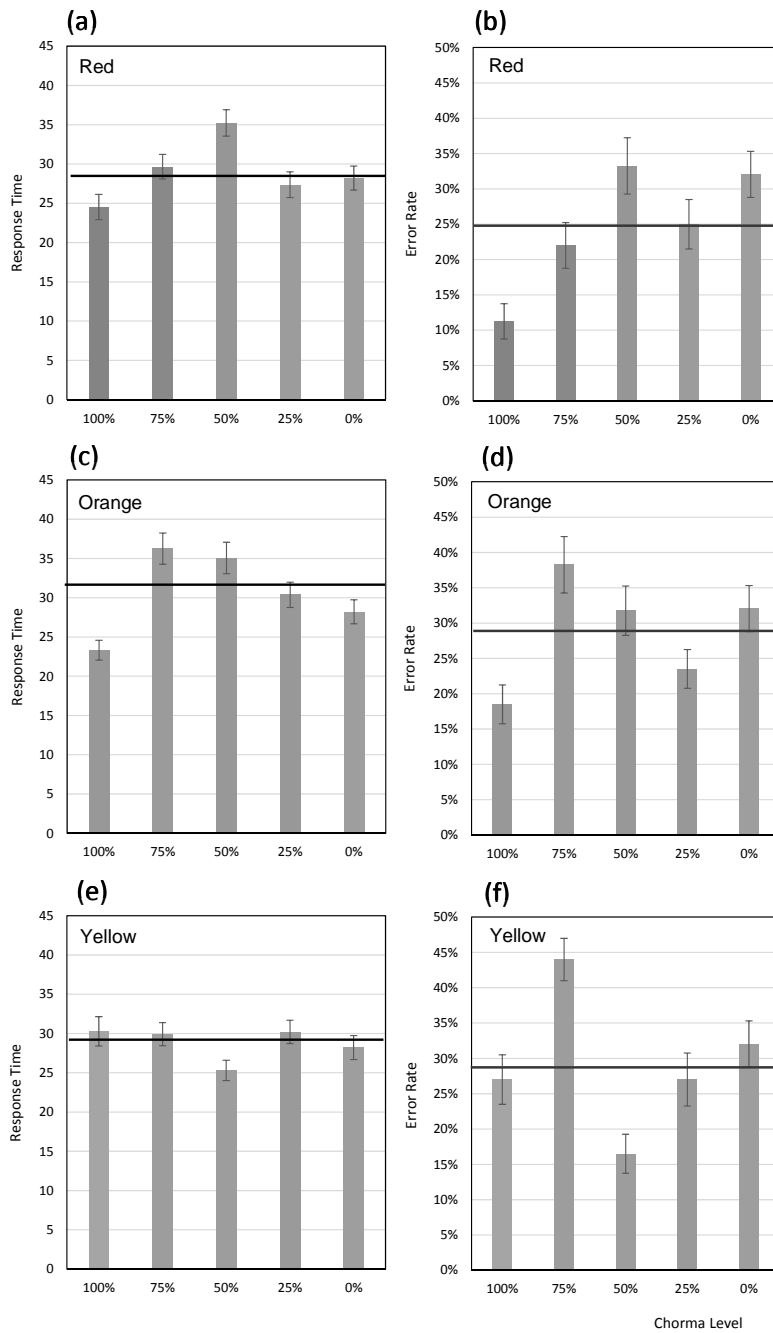 (a)
Red
Response Time
45
40
35
30
25
20
15
10
5
0
100% 75% 50% 25% 0%
(b)
Red
Error Rate
50%
45%
40%
35%
30%
25%
20%
15%
10%
5%
0%
100% 75% 50% 25% 0%
(c)
Orange
Response Time
45
40
35
30
25
20
15
10
5
0
100% 75% 50% 25% 0%
(d)
Orange
Error Rate
50%
45%
40%
35%
30%
25%
20%
15%
10%
5%
0%
100% 75% 50% 25% 0%
(e)
Yellow
Response Time
45
40
35
30
25
20
15
10
5
0
100% 75% 50% 25% 0%
(f)
Yellow
Error Rate
50%
45%
40%
35%
30%
25%
20%
15%
10%
5%
0%
100% 75% 50% 25% 0%
Chorma Level